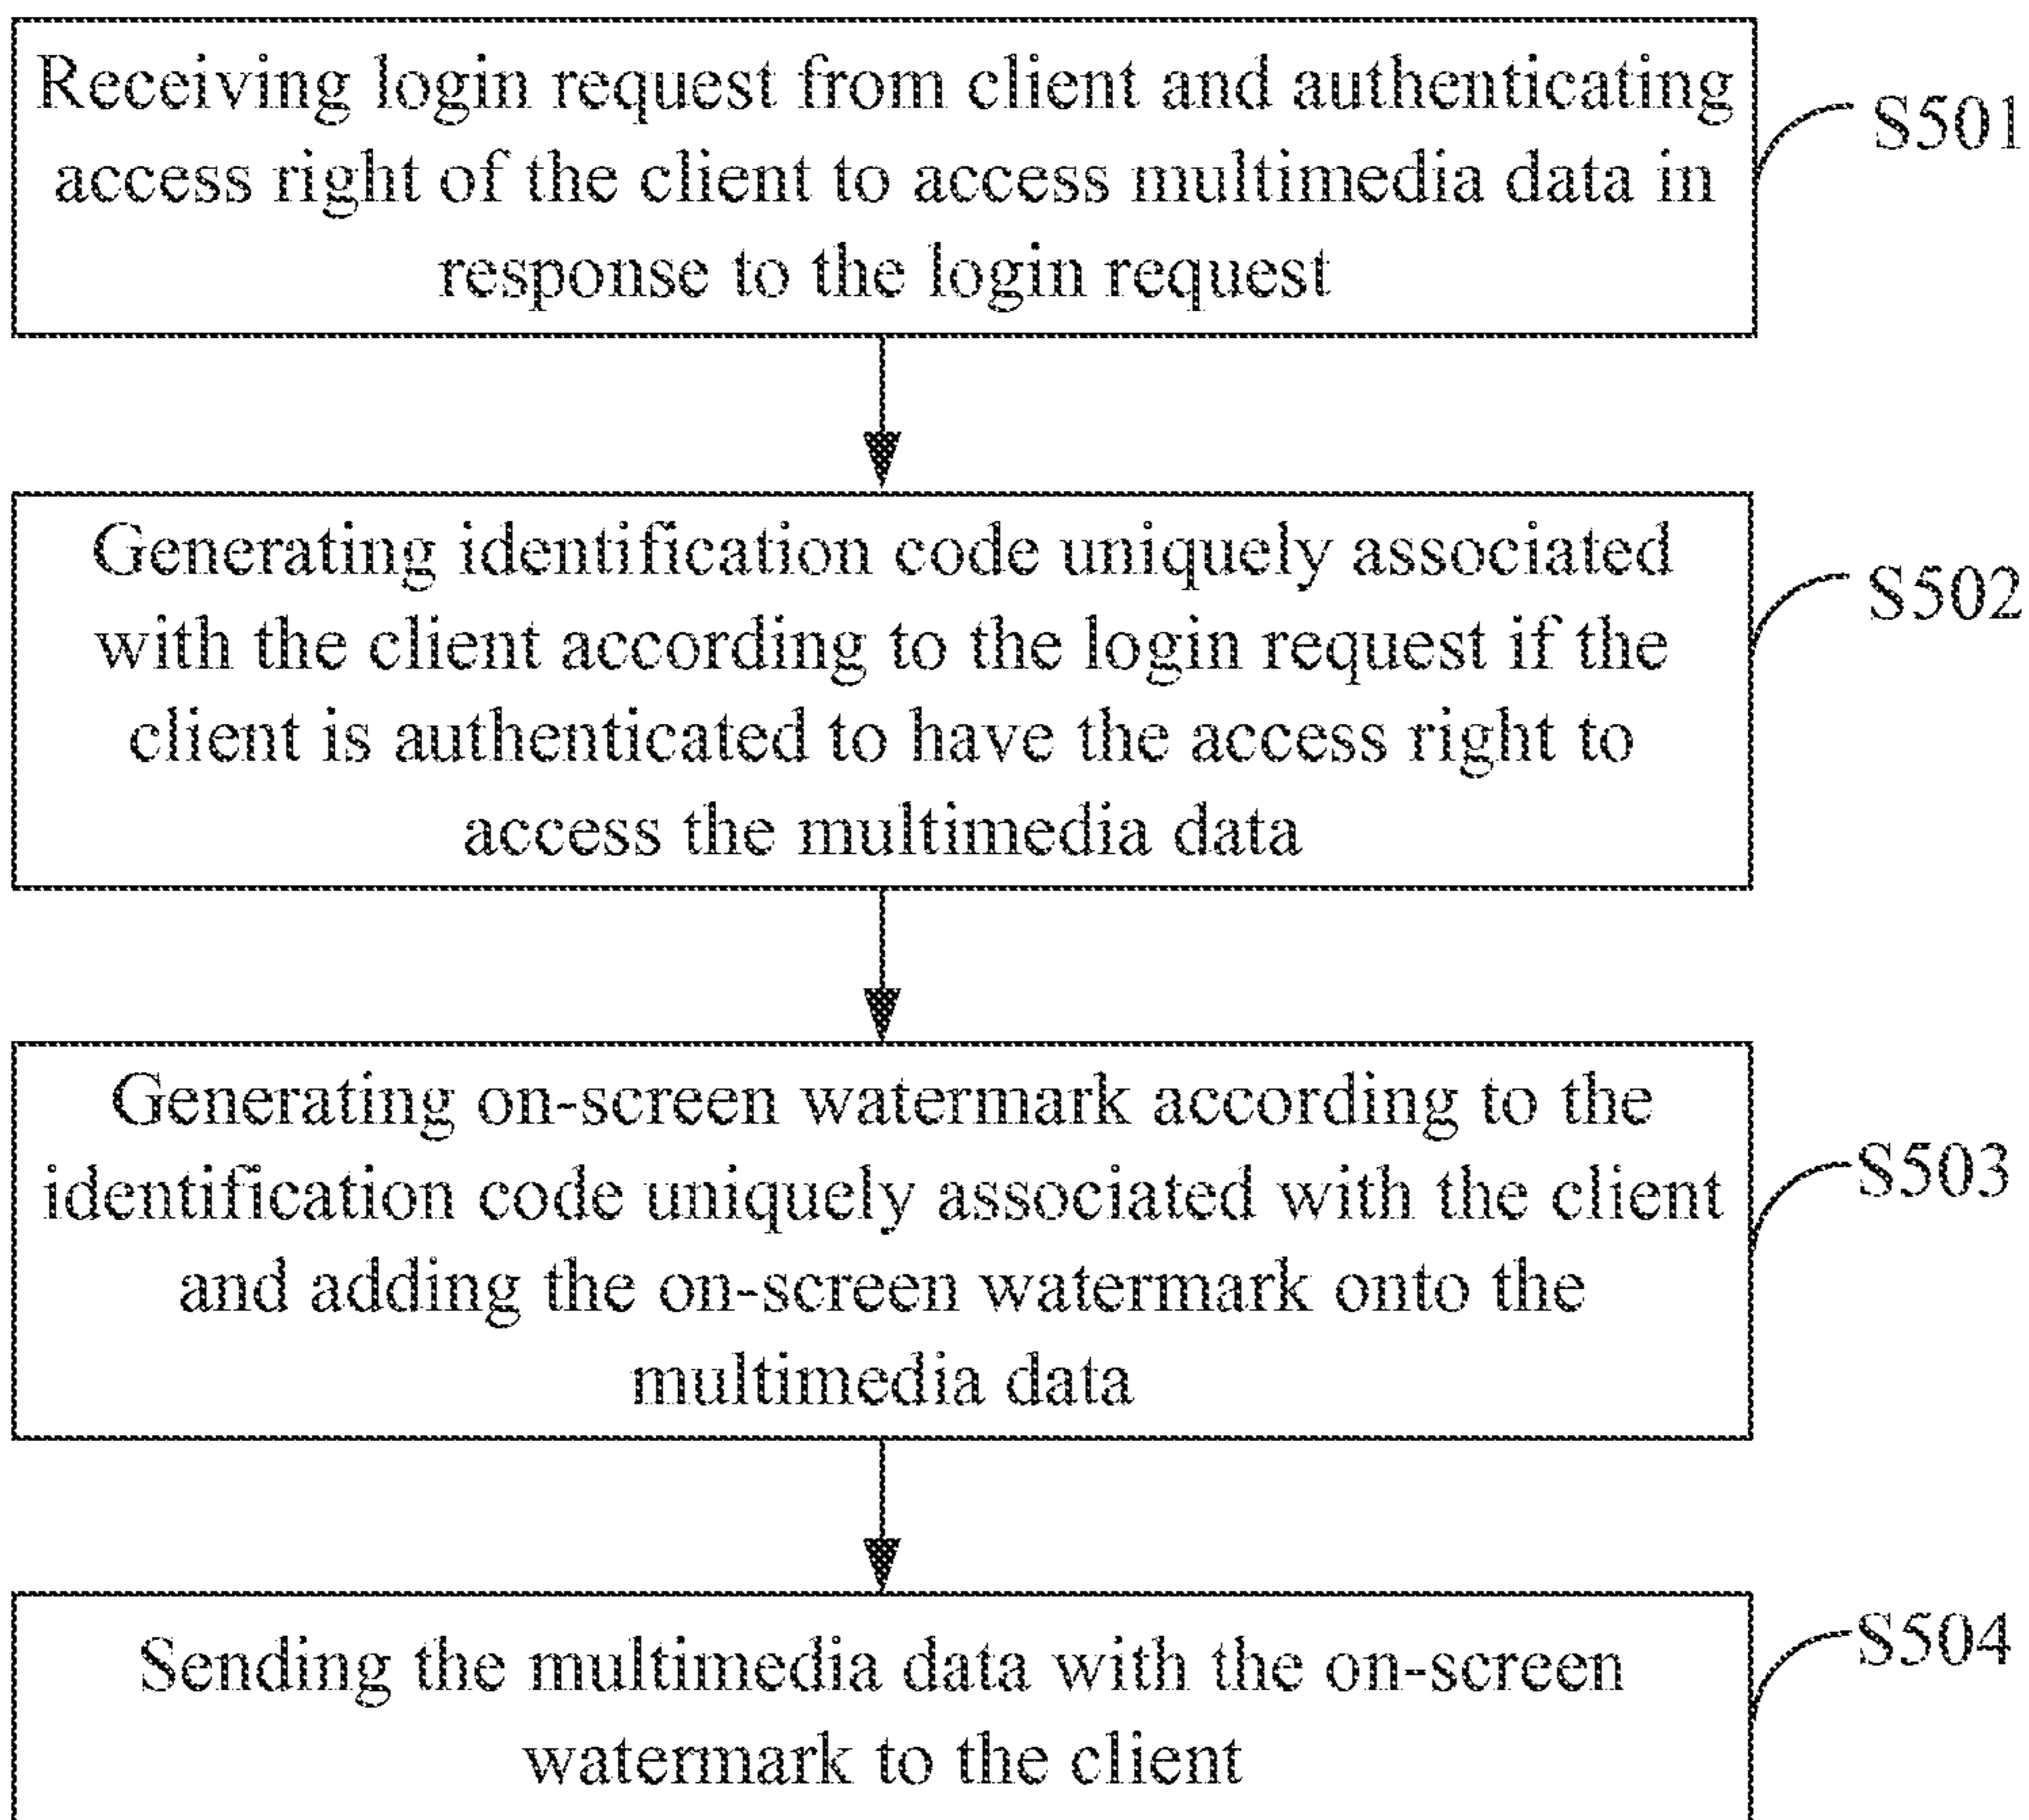 Receiving login request from client and authenticating
access right of the client to access multimedia data in
response to the login request
S501
Generating identification code uniquely associated
with the client according to the login request if the
client is authenticated to have the access right to
access the multimedia data
S502
Generating on-screen watermark according to the
identification code uniquely associated with the client
and adding the on-screen watermark onto the
multimedia data
S503
Sending the multimedia data with the on-screen
watermark to the client
S504